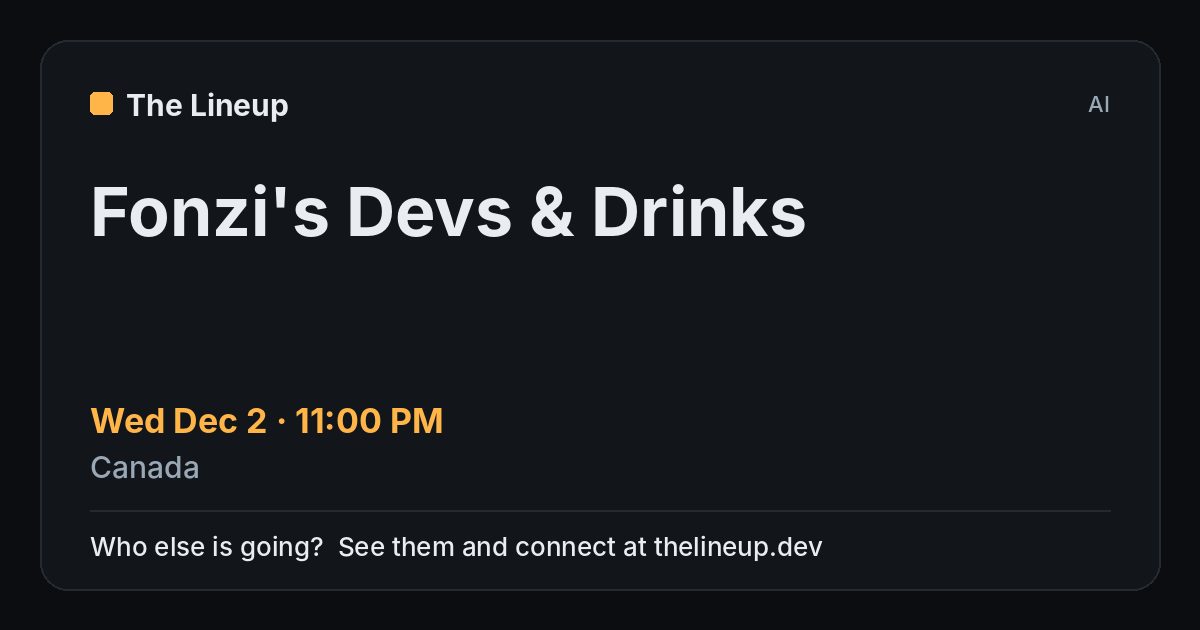 The Lineup
AI
Fonzi's Devs & Drinks
Wed Dec 2 · 11:00 PM
Canada
Who else is going? See them and connect at thelineup.dev